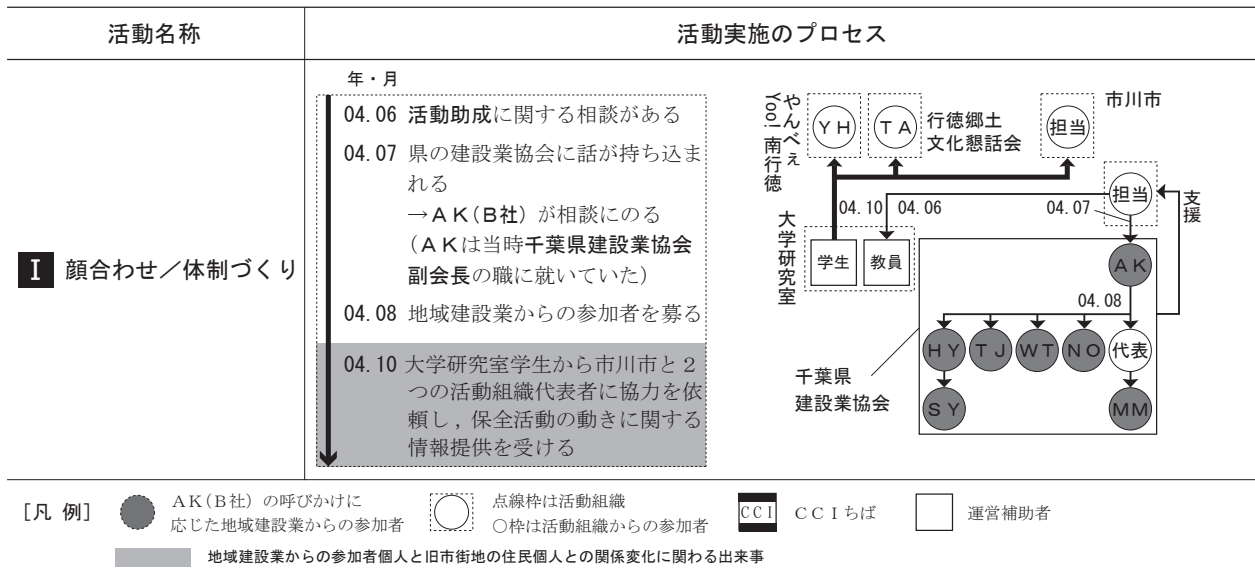 活動名称
活動実施のプロセス
Ⅰ 顔合わせ/体制づくり
年・月
04.06 活動助成に関する相談がある
04.07 県の建設業協会に話が持ち込ま
れる
→AK(B社)が相談にのる
(AKは当時千葉県建設業協会
副会長の職に就いていた)
04.08 地域建設業からの参加者を募る
04.10 大学研究室学生から市川市と2
つの活動組織代表者に協力を依
頼し,保全活動の動きに関する
情報提供を受ける
やんべぇ
Yoo!南行徳
YH
TA
行徳郷土
文化懇話会
担当
市川市
担当
支援
04.10
04.06
04.07
大学研究室
学生
教員
AK
04.08
HY
TJ
WT
NO
代表
SY
MM
千葉県
建設業協会
[凡 例]
AK(B社)の呼びかけに
応じた地域建設業からの参加者
点線枠は活動組織
○枠は活動組織からの参加者
CCI
CCIちば
運営補助者
地域建設業からの参加者個人と旧市街地の住民個人との関係変化に関わる出来事